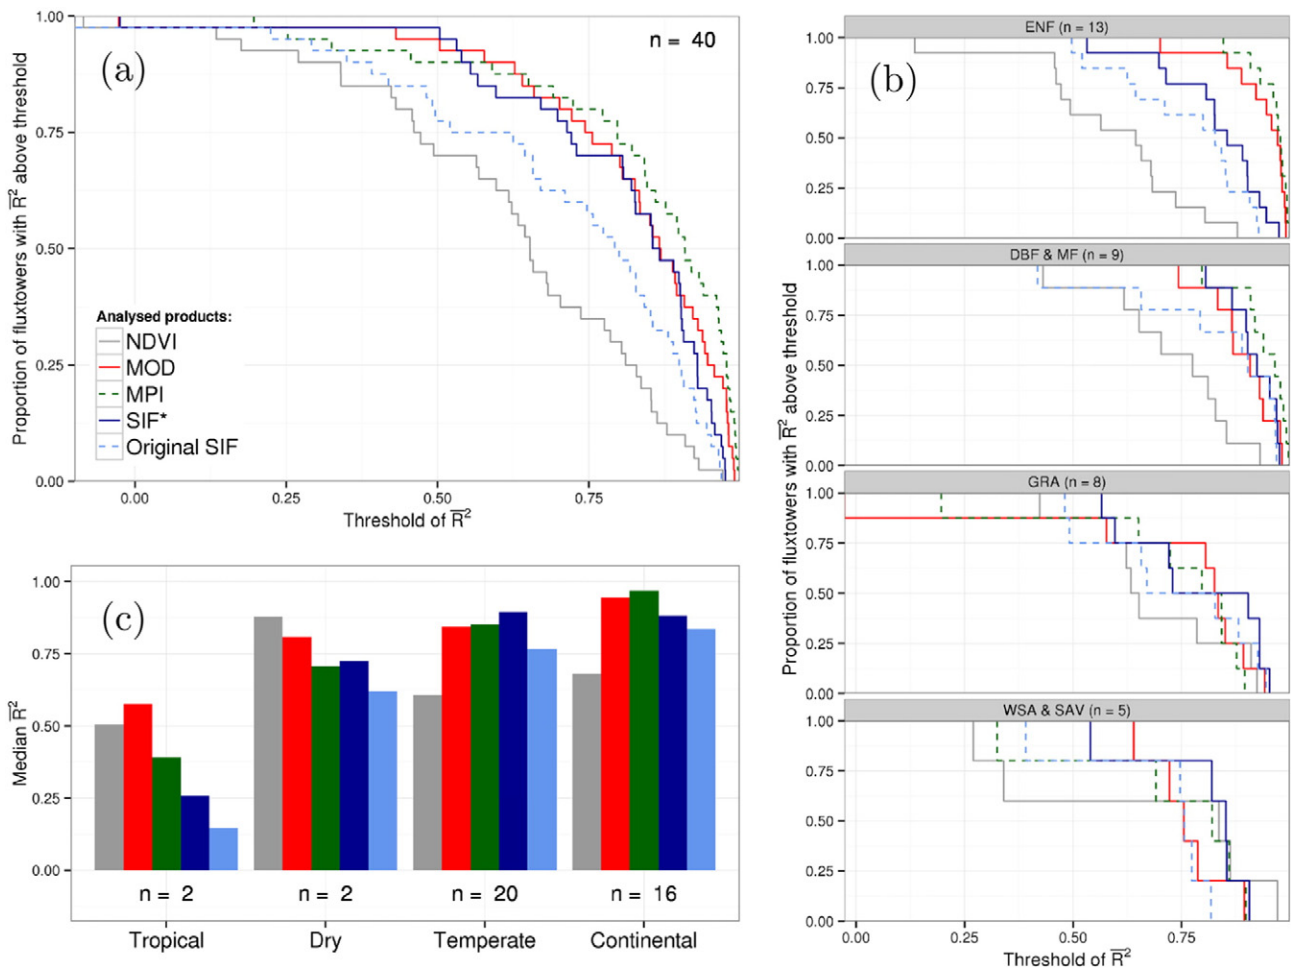 (a)
n = 40
Proportion of fluxtowers with R̅² above threshold
1.00
0.75
0.50
0.25
0.00
Analysed products:
NDVI
MOD
MPI
SIF*
Original SIF
0.00 0.25 0.50 0.75
Threshold of R̅²
(b)
Proportion of fluxtowers with R̅² above threshold
ENF (n = 13)
1.00
0.75
0.50
0.25
0.00
DBF & MF (n = 9)
1.00
0.75
0.50
0.25
0.00
GRA (n = 8)
1.00
0.75
0.50
0.25
0.00
WSA & SAV (n = 5)
1.00
0.75
0.50
0.25
0.00
0.00 0.25 0.50 0.75
Threshold of R̅²
(c)
Median R̅²
1.00
0.75
0.50
0.25
0.00
n = 2 n = 2 n = 20 n = 16
Tropical Dry Temperate Continental